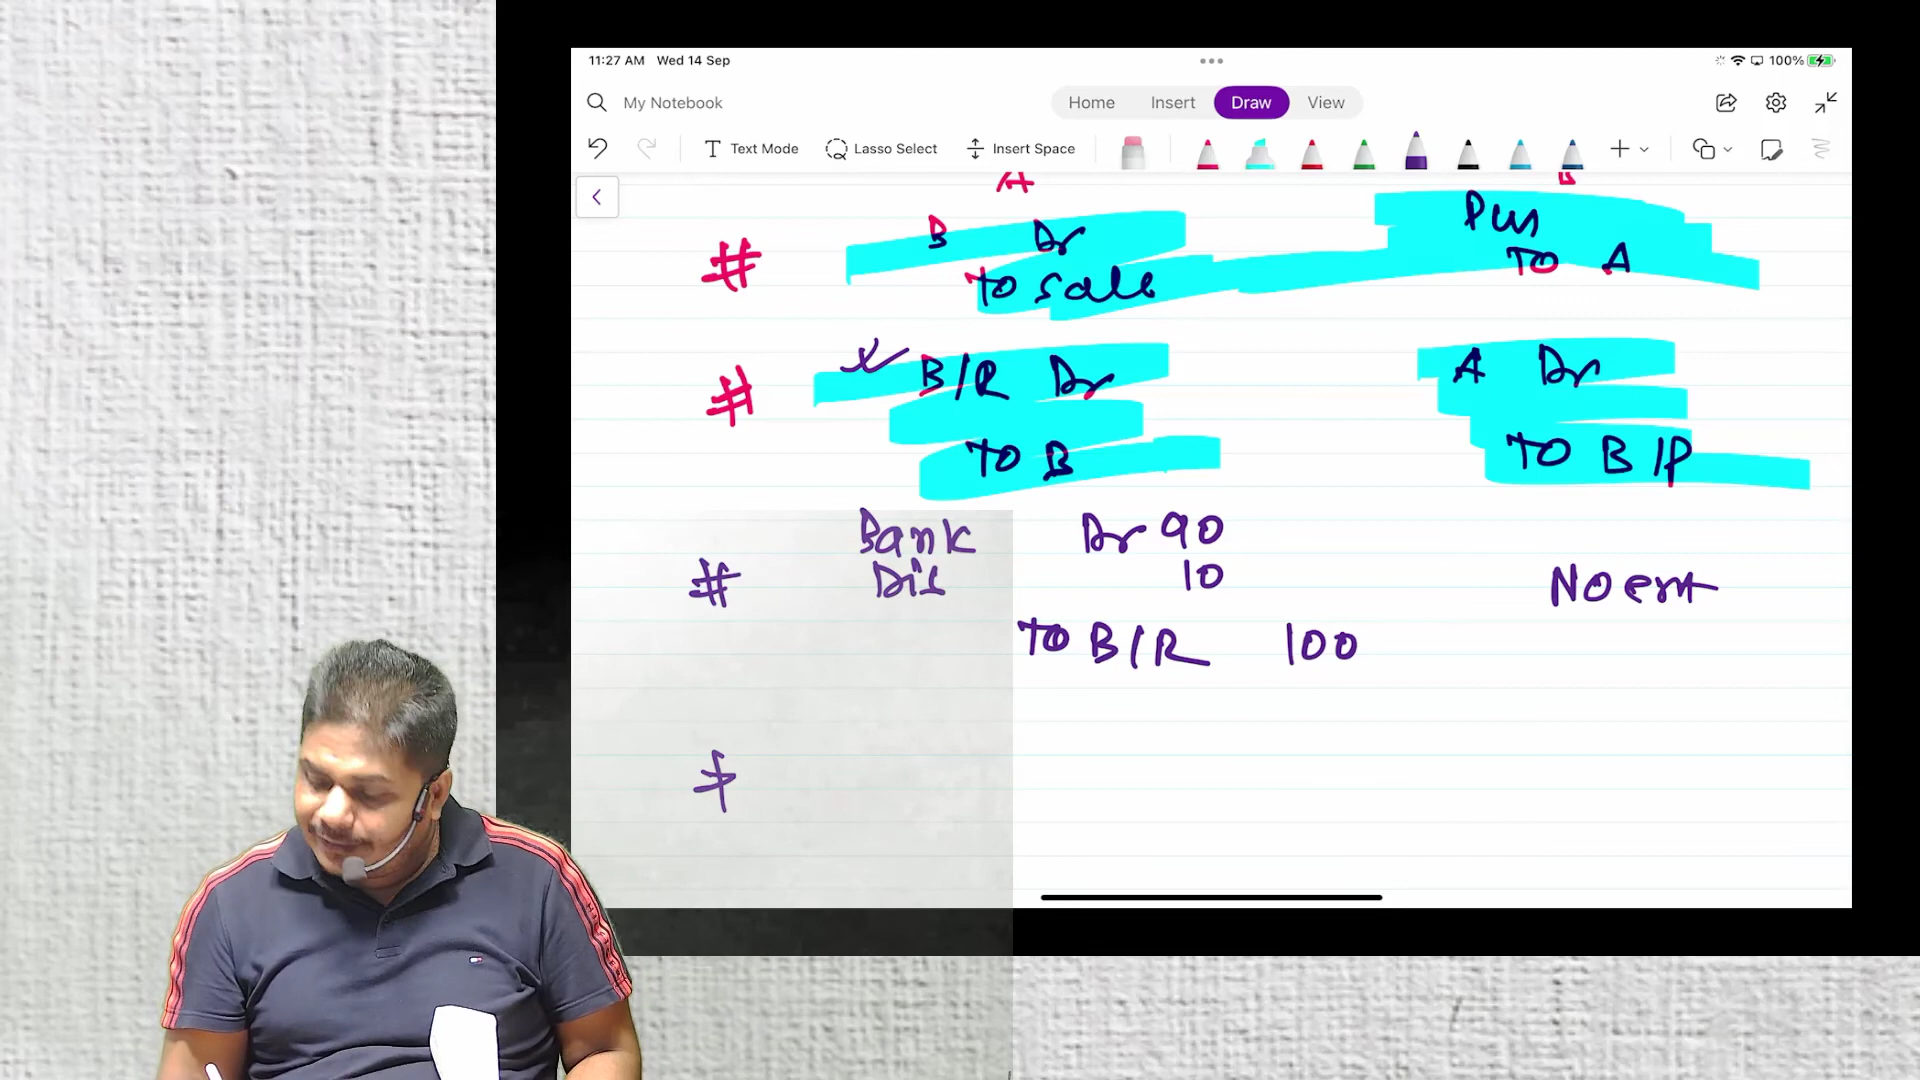 11:27 AM Wed 14 Sep 100%
My Notebook Home Insert Draw View
Text Mode Lasso Select Insert Space
A B
# B Dr Pur
To Sale To A
# B/R Dr A Dr
To B To B/P
Bank Dr 90
# Dis 10 No ent
To B/R 100